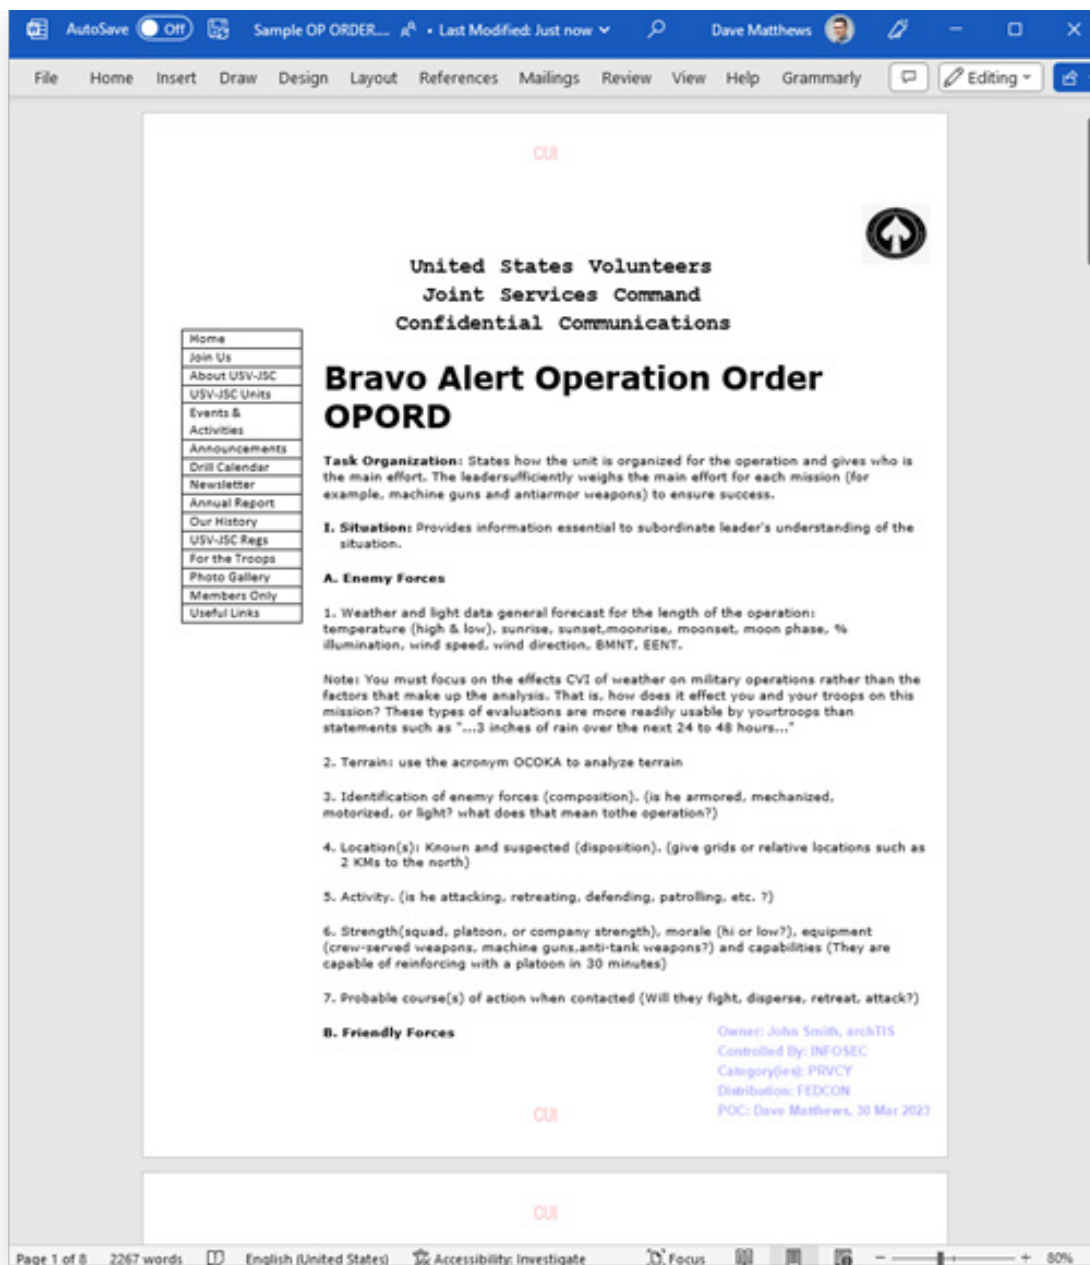 AutoSave Off Sample OP ORDER.... • Last Modified: Just now Dave Matthews
File Home Insert Draw Design Layout References Mailings Review View Help Grammarly Editing
CUI
United States Volunteers
Joint Services Command
Confidential Communications
Home
Join Us
About USV-JSC
USV-JSC Units
Events &
Activities
Announcements
Drill Calendar
Newsletter
Annual Report
Our History
USV-JSC Regs
For the Troops
Photo Gallery
Members Only
Useful Links
Bravo Alert Operation Order
OPORD
Task Organization: States how the unit is organized for the operation and gives who is
the main effort. The leadersufficiently weighs the main effort for each mission (for
example, machine guns and antiarmor weapons) to ensure success.
I. Situation: Provides information essential to subordinate leader's understanding of the
situation.
A. Enemy Forces
1. Weather and light data general forecast for the length of the operation:
temperature (high & low), sunrise, sunset,moonrise, moonset, moon phase, %
illumination, wind speed, wind direction, BMNT, EENT.
Note: You must focus on the effects CVI of weather on military operations rather than the
factors that make up the analysis. That is, how does it effect you and your troops on this
mission? These types of evaluations are more readily usable by yourtroops than
statements such as "...3 inches of rain over the next 24 to 48 hours..."
2. Terrain: use the acronym OCOKA to analyze terrain
3. Identification of enemy forces (composition). (is he armored, mechanized,
motorized, or light? what does that mean tothe operation?)
4. Location(s): Known and suspected (disposition). (give grids or relative locations such as
2 KMs to the north)
5. Activity. (is he attacking, retreating, defending, patrolling, etc. ?)
6. Strength(squad, platoon, or company strength), morale (hi or low?), equipment
(crew-served weapons, machine guns,anti-tank weapons?) and capabilities (They are
capable of reinforcing with a platoon in 30 minutes)
7. Probable course(s) of action when contacted (Will they fight, disperse, retreat, attack?)
B. Friendly Forces
Owner: John Smith, archTIS
Controlled By: INFOSEC
Category(ies): PRVCY
Distribution: FEDCON
POC: Dave Matthews, 30 Mar 2023
CUI
CUI
Page 1 of 8 2267 words English (United States) Accessibility: Investigate Focus 80%